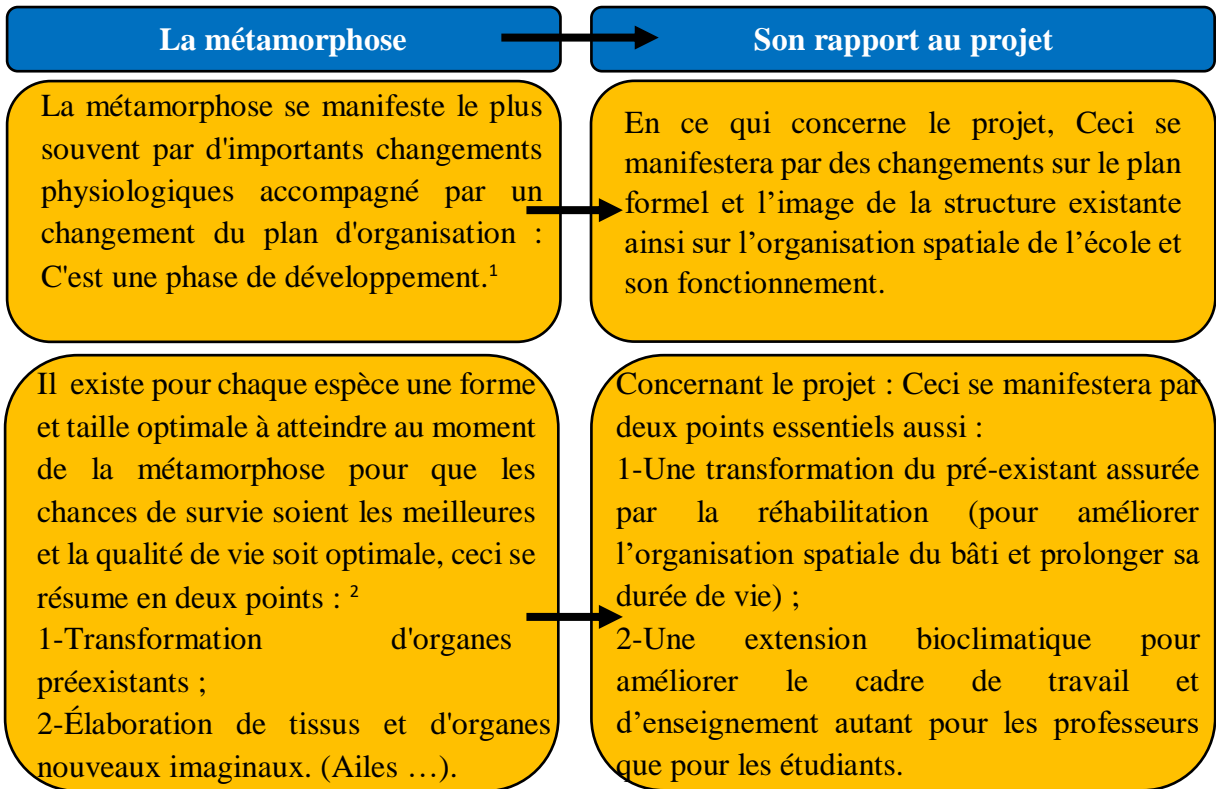 La métamorphose
Son rapport au projet
La métamorphose se manifeste le plus
souvent par d'importants changements
physiologiques accompagné par un
changement du plan d'organisation :
C'est une phase de développement.¹
En ce qui concerne le projet, Ceci se
manifestera par des changements sur le plan
formel et l’image de la structure existante
ainsi sur l’organisation spatiale de l’école et
son fonctionnement.
Il existe pour chaque espèce une forme
et taille optimale à atteindre au moment
de la métamorphose pour que les
chances de survie soient les meilleures
et la qualité de vie soit optimale, ceci se
résume en deux points : ²
1-Transformation d'organes
préexistants ;
2-Élaboration de tissus et d'organes
nouveaux imaginaux. (Ailes …).
Concernant le projet : Ceci se manifestera par
deux points essentiels aussi :
1-Une transformation du pré-existant assurée
par la réhabilitation (pour améliorer
l’organisation spatiale du bâti et prolonger sa
durée de vie) ;
2-Une extension bioclimatique pour
améliorer le cadre de travail et
d’enseignement autant pour les professeurs
que pour les étudiants.